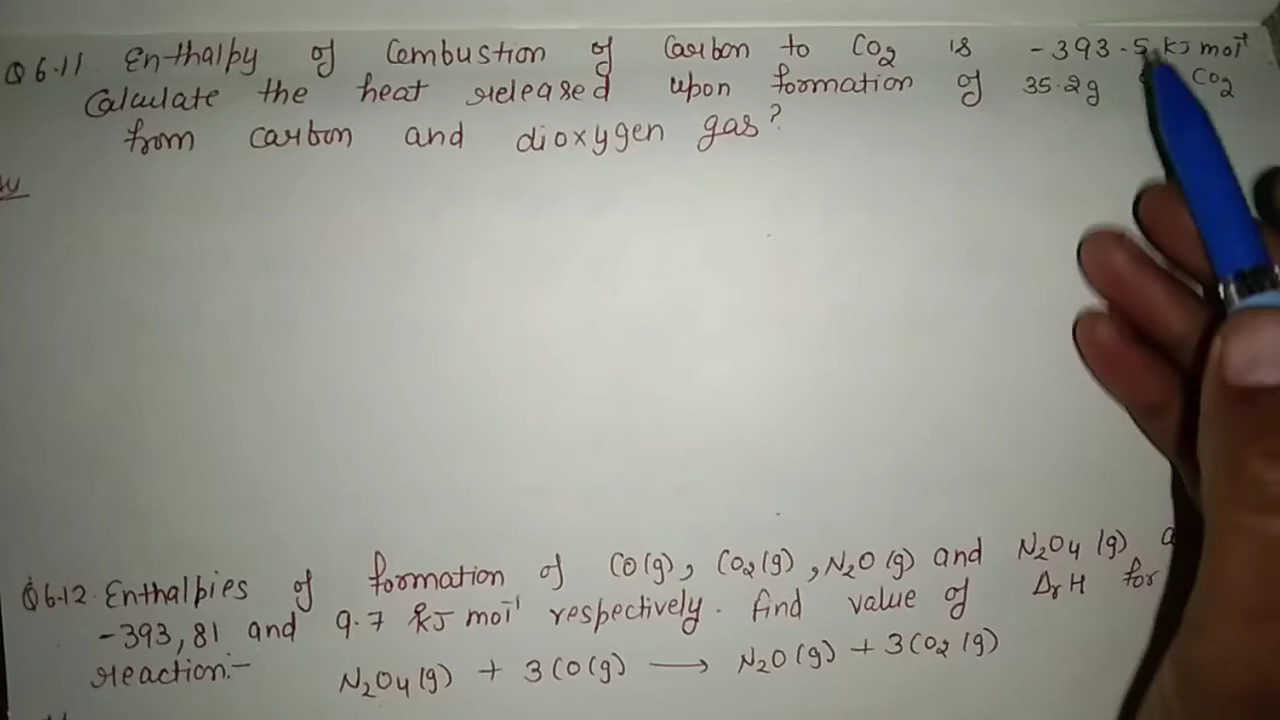 Q 6.11 Enthalpy of Combustion of Carbon to CO2 is -393.5 kJ mol-1
Calculate the heat released upon formation of 35.2g CO2
from carbon and dioxygen gas?
Q6.12. Enthalpies of formation of CO(g), CO2(g), N2O(g) and N2O4(g)
-393, 81 and 9.7 kJ mol-1 respectively. find value of ΔrH for
reaction:-
N2O4(g) + 3CO(g) → N2O(g) + 3CO2(g)